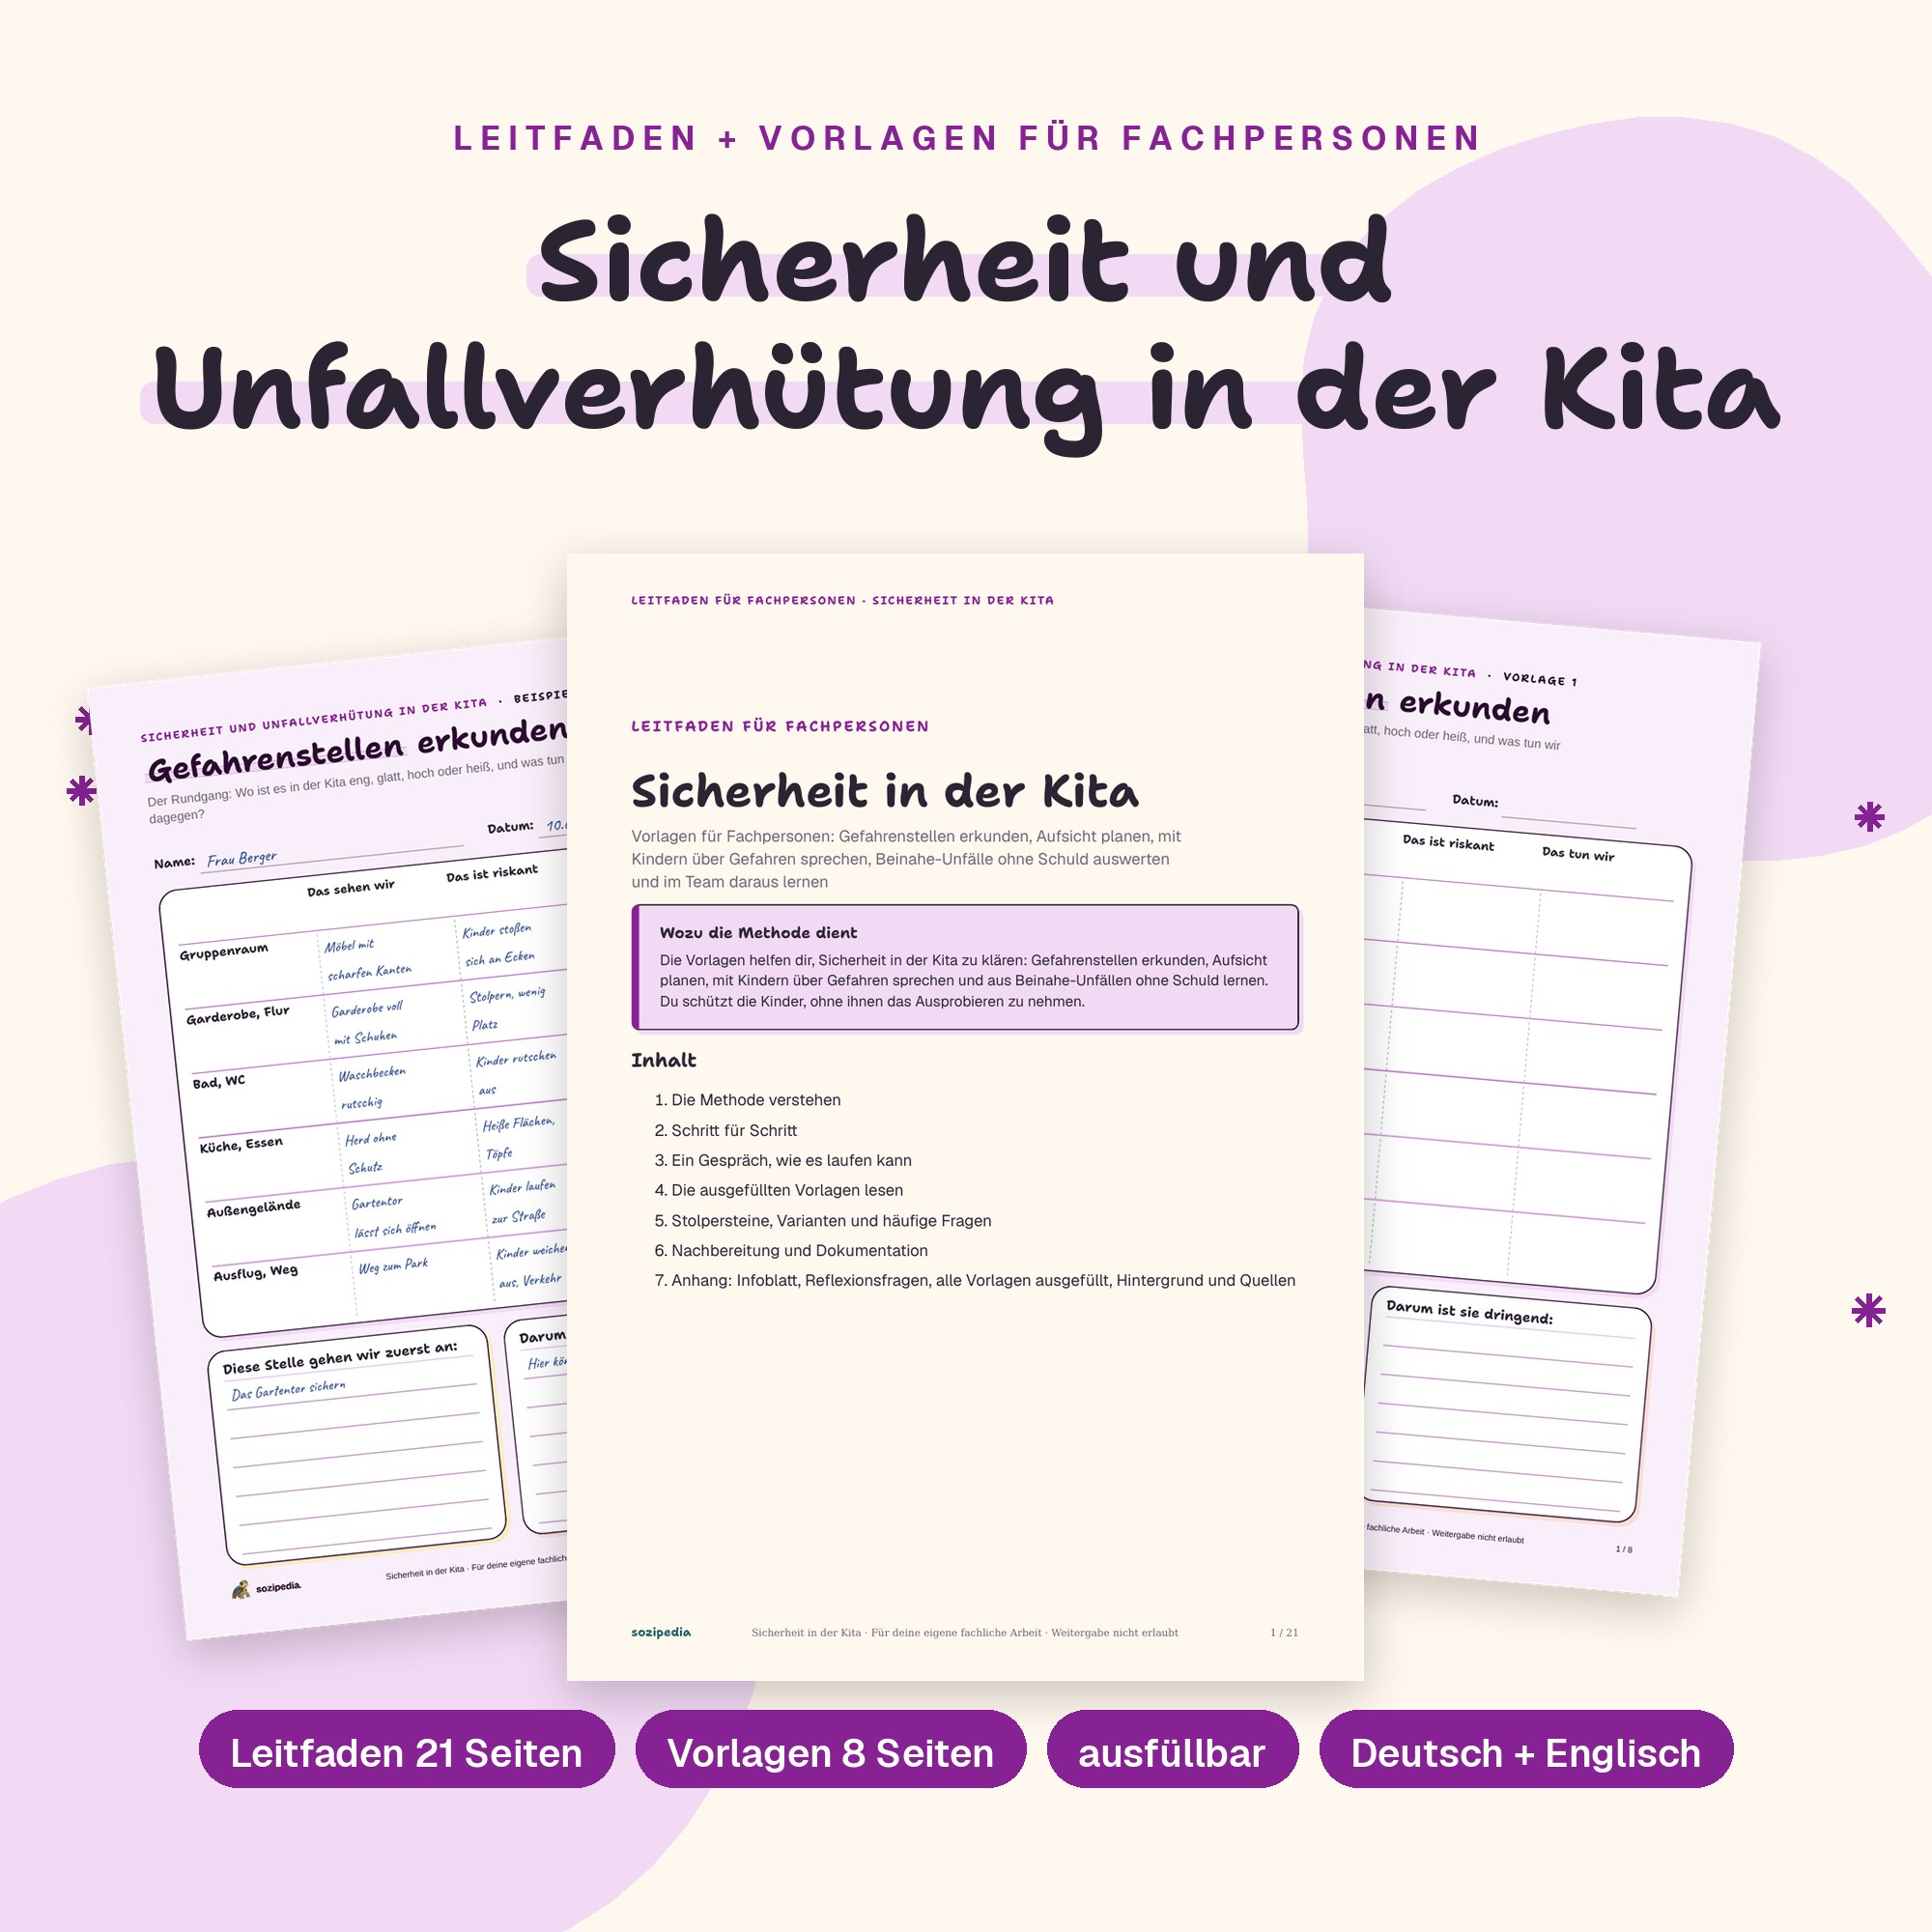 LEITFADEN + VORLAGEN FÜR FACHPERSONEN
Sicherheit und
Unfallverhütung in der Kita
SICHERHEIT UND UNFALLVERHÜTUNG IN DER KITA ·
Gefahrenstellen erkunden
Der Rundgang: Wo ist es in der Kita eng, glatt, hoch oder heiß, und was tun
dagegen?
Name: Frau Berger
Datum:
Das sehen wir
Das ist riskant
Gruppenraum
Möbel mit
scharfen Kanten
Kinder stoßen
sich an Ecken
Garderobe, Flur
Garderobe voll
mit Schuhen
Stolpern, wenig
Platz
Bad, WC
Waschbecken
rutschig
Kinder rutschen
aus
Küche, Essen
Herd ohne
Schutz
Heiße Flächen,
Töpfe
Außengelände
Gartentor
lässt sich öffnen
Kinder laufen
zur Straße
Ausflug, Weg
Weg zum Park
Kinder
aus, Verkehr
Diese Stelle gehen wir zuerst an:
Das Gartentor sichern
Darum
Hier
sozipedia.
Sicherheit in der Kita · Für deine eigene
LEITFADEN FÜR FACHPERSONEN · SICHERHEIT IN DER KITA
LEITFADEN FÜR FACHPERSONEN
Sicherheit in der Kita
Vorlagen für Fachpersonen: Gefahrenstellen erkunden, Aufsicht planen, mit
Kindern über Gefahren sprechen, Beinahe-Unfälle ohne Schuld auswerten
und im Team daraus lernen
Wozu die Methode dient
Die Vorlagen helfen dir, Sicherheit in der Kita zu klären: Gefahrenstellen erkunden, Aufsicht
planen, mit Kindern über Gefahren sprechen und aus Beinahe-Unfällen ohne Schuld lernen.
Du schützt die Kinder, ohne ihnen das Ausprobieren zu nehmen.
Inhalt
1. Die Methode verstehen
2. Schritt für Schritt
3. Ein Gespräch, wie es laufen kann
4. Die ausgefüllten Vorlagen lesen
5. Stolpersteine, Varianten und häufige Fragen
6. Nachbereitung und Dokumentation
7. Anhang: Infoblatt, Reflexionsfragen, alle Vorlagen ausgefüllt, Hintergrund und Quellen
sozipedia
Sicherheit in der Kita · Für deine eigene fachliche Arbeit · Weitergabe nicht erlaubt
1 / 21
IN DER KITA · VORLAGE 1
erkunden
hoch oder heiß, und was tun wir
Datum:
Das ist riskant
Das tun wir
Darum ist sie dringend:
fachliche Arbeit · Weitergabe nicht erlaubt
1 / 8
Leitfaden 21 Seiten
Vorlagen 8 Seiten
ausfüllbar
Deutsch + Englisch